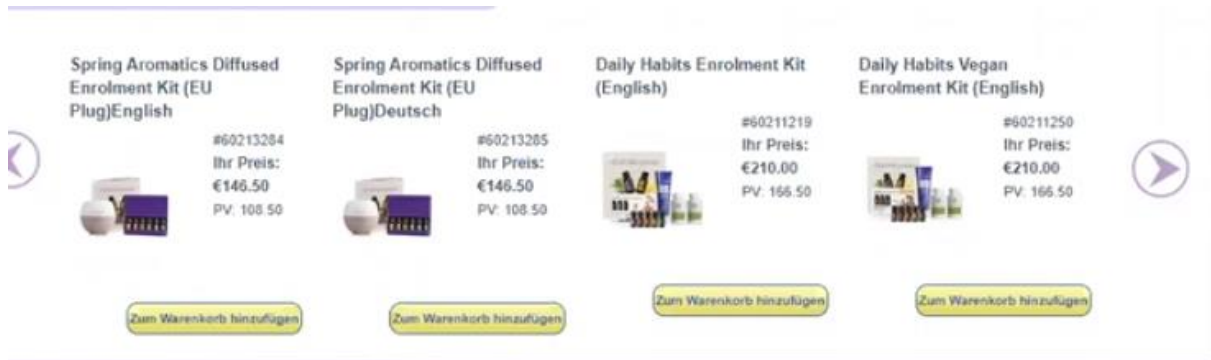 Spring Aromatics Diffused
Enrolment Kit (EU
Plug)English
#60213284
Ihr Preis:
€146.50
PV: 108.50
Zum Warenkorb hinzufügen
Spring Aromatics Diffused
Enrolment Kit (EU
Plug)Deutsch
#60213285
Ihr Preis:
€146.50
PV: 108.50
Zum Warenkorb hinzufügen
Daily Habits Enrolment Kit
(English)
#60211219
Ihr Preis:
€210.00
PV: 166.50
Zum Warenkorb hinzufügen
Daily Habits Vegan
Enrolment Kit (English)
#60211250
Ihr Preis:
€210.00
PV: 166.50
Zum Warenkorb hinzufügen